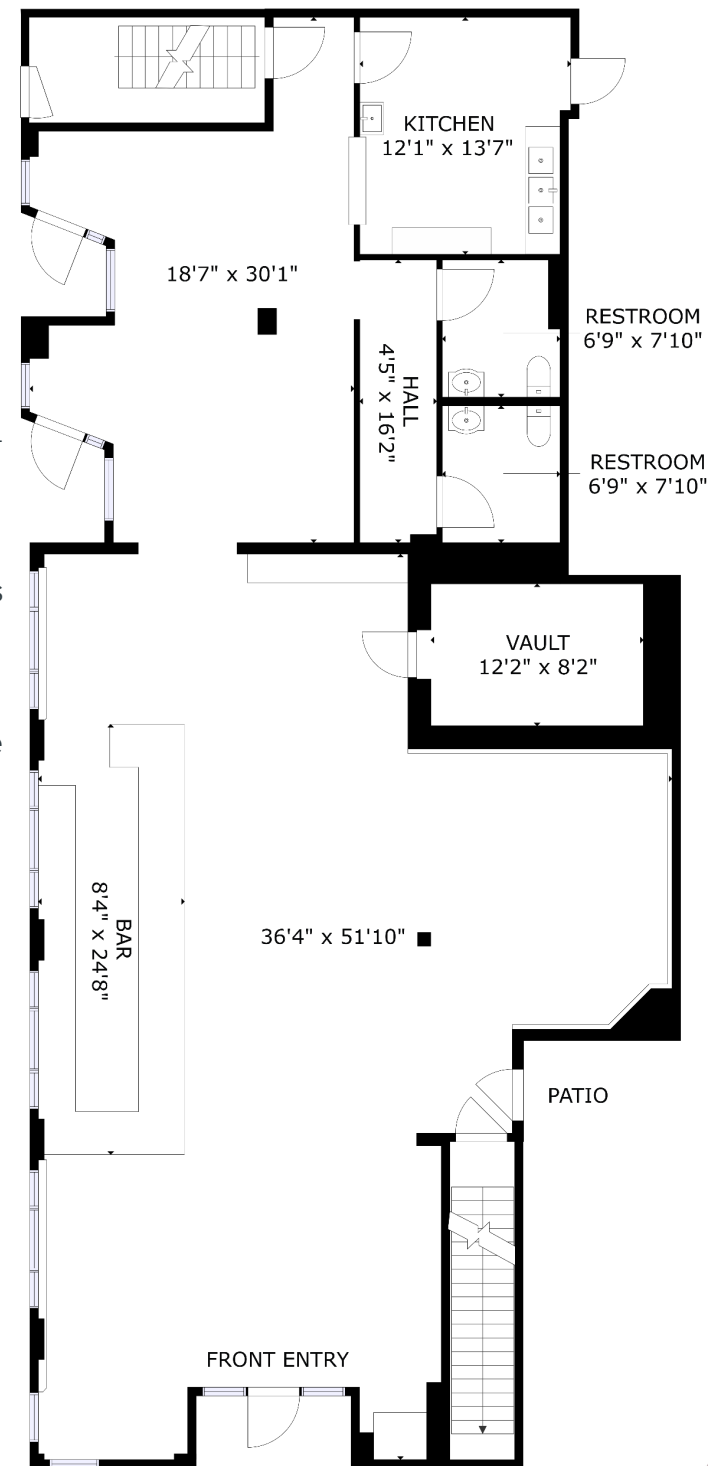 KITCHEN
12'1" x 13'7"
18'7" x 30'1"
RESTROOM
6'9" x 7'10"
HALL
4'5" x 16'2"
RESTROOM
6'9" x 7'10"
VAULT
12'2" x 8'2"
BAR
8'4" x 24'8"
36'4" x 51'10"
PATIO
FRONT ENTRY